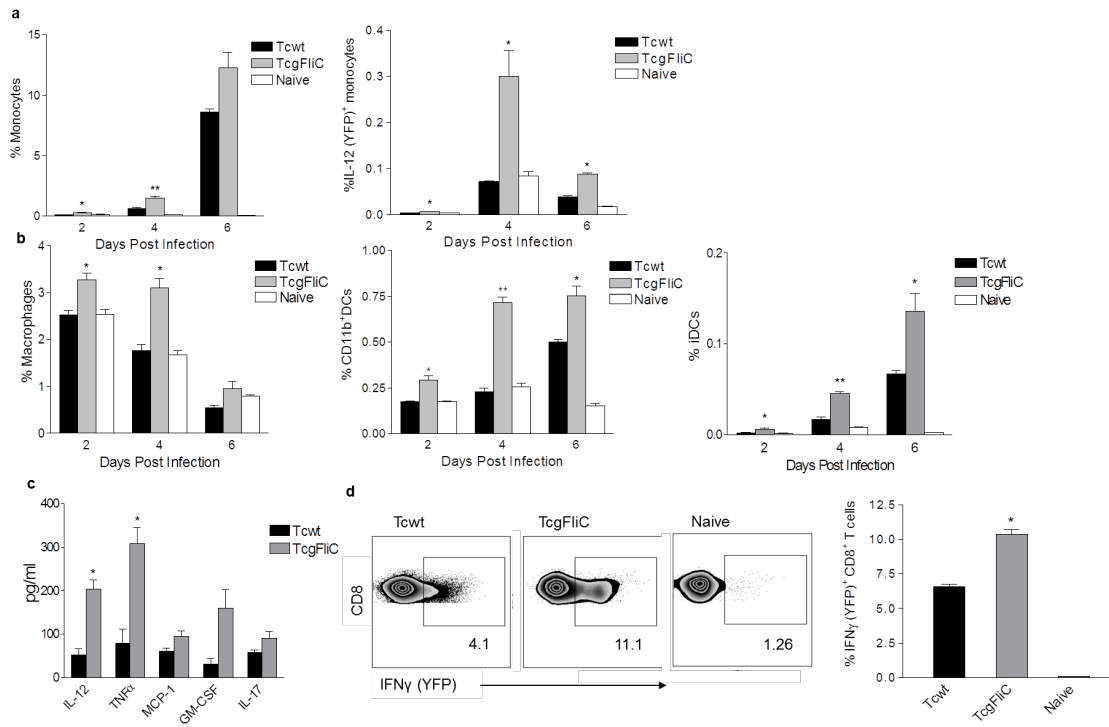 a
% Monocytes
15
10
5
0
2 4 6
Days Post Infection
Tcwt
TcgFliC
Naive
* ** 
%IL-12 (YFP)+ monocytes
0.4
0.3
0.2
0.1
0.0
2 4 6
Days Post Infection
Tcwt
TcgFliC
Naive
* * *
b
% Macrophages
4
3
2
1
0
2 4 6
Days Post Infection
Tcwt
TcgFliC
Naive
* *
% CD11b+DCs
1.00
0.75
0.50
0.25
0.00
2 4 6
Days Post Infection
Tcwt
TcgFliC
Naive
* ** *
% iDCs
0.2
0.1
0.0
2 4 6
Days Post Infection
Tcwt
TcgFliC
Naive
* ** *
c
pg/ml
400
300
200
100
0
IL-12 TNRα MCP-1 GM-CSF IL-17
Tcwt
TcgFliC
* *
d
Tcwt TcgFliC Naive
CD8
4.1 11.1 1.26
IFNγ (YFP)
% IFNγ (YFP)+ CD8+ T cells
12.5
10.0
7.5
5.0
2.5
0.0
Tcwt TcgFliC Naive
*